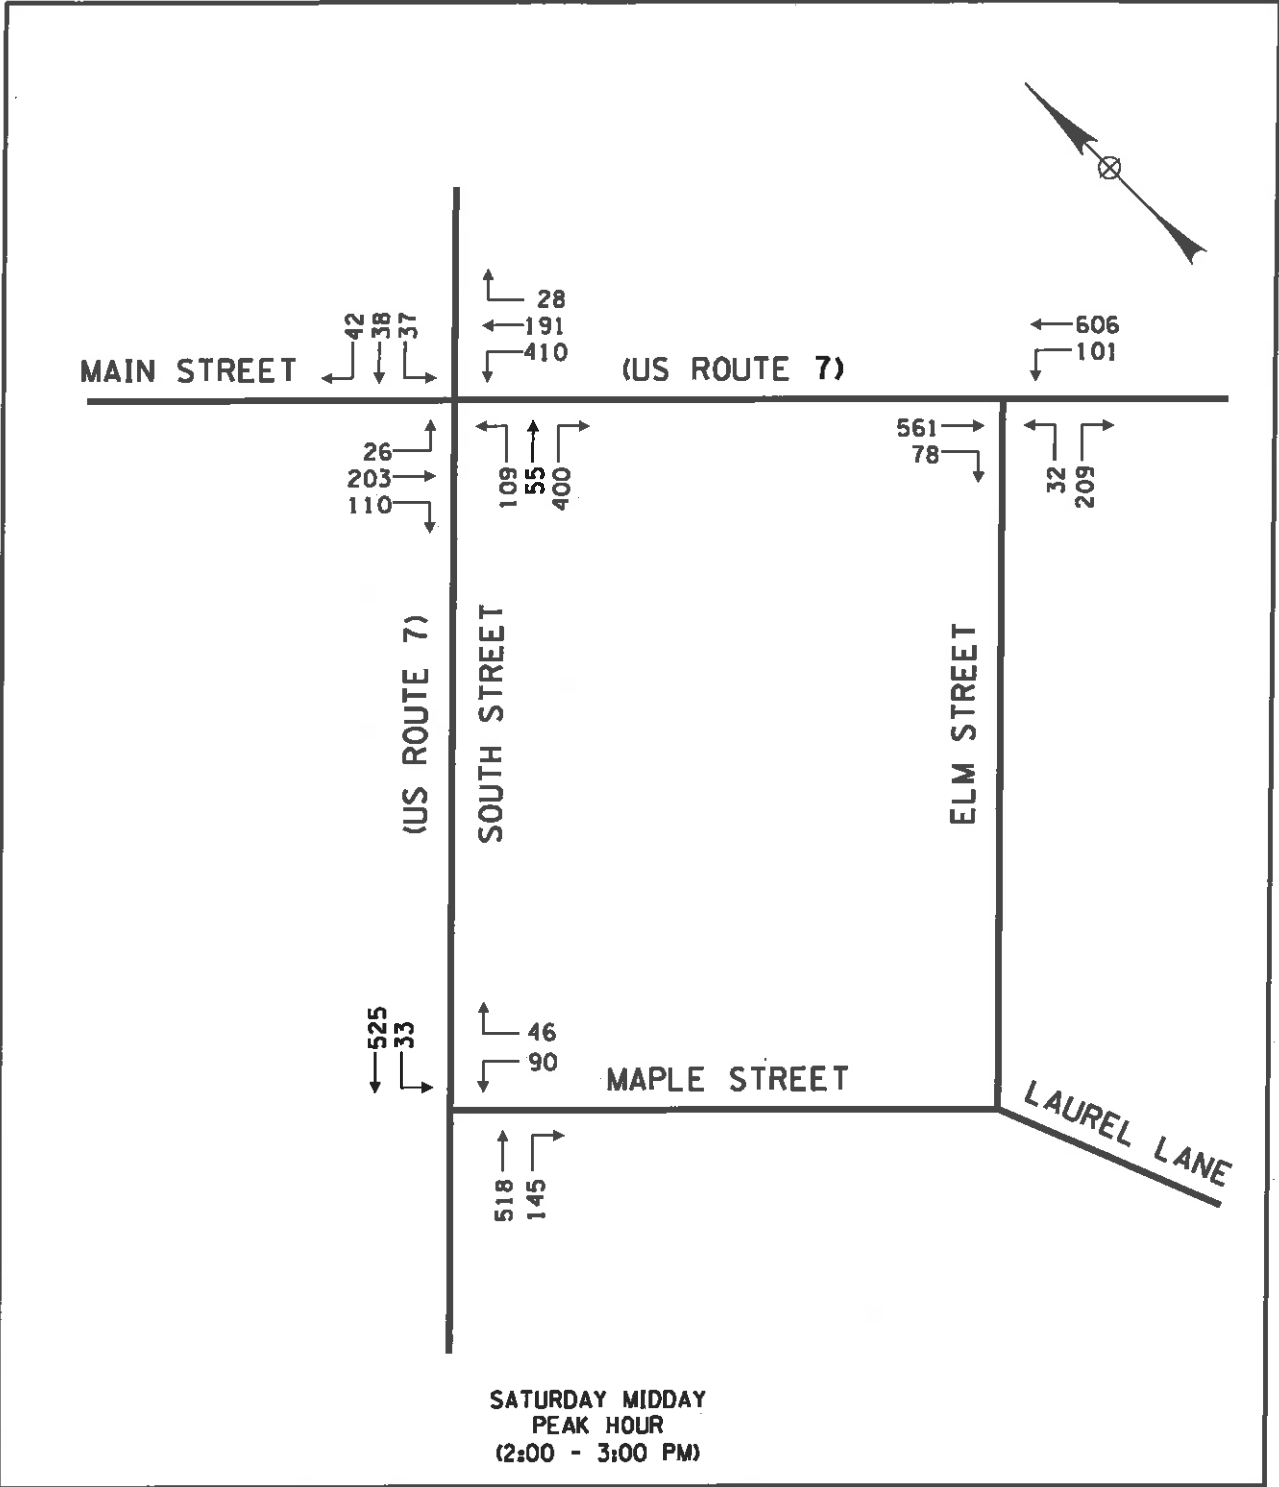 28
191
410
42
38
37
606
101
MAIN STREET
(US ROUTE 7)
26
203
110
109
55
400
561
78
32
209
(US ROUTE 7)
SOUTH STREET
ELM STREET
525
33
46
90
MAPLE STREET
LAUREL LANE
518
145
SATURDAY MIDDAY
PEAK HOUR
(2:00 - 3:00 PM)